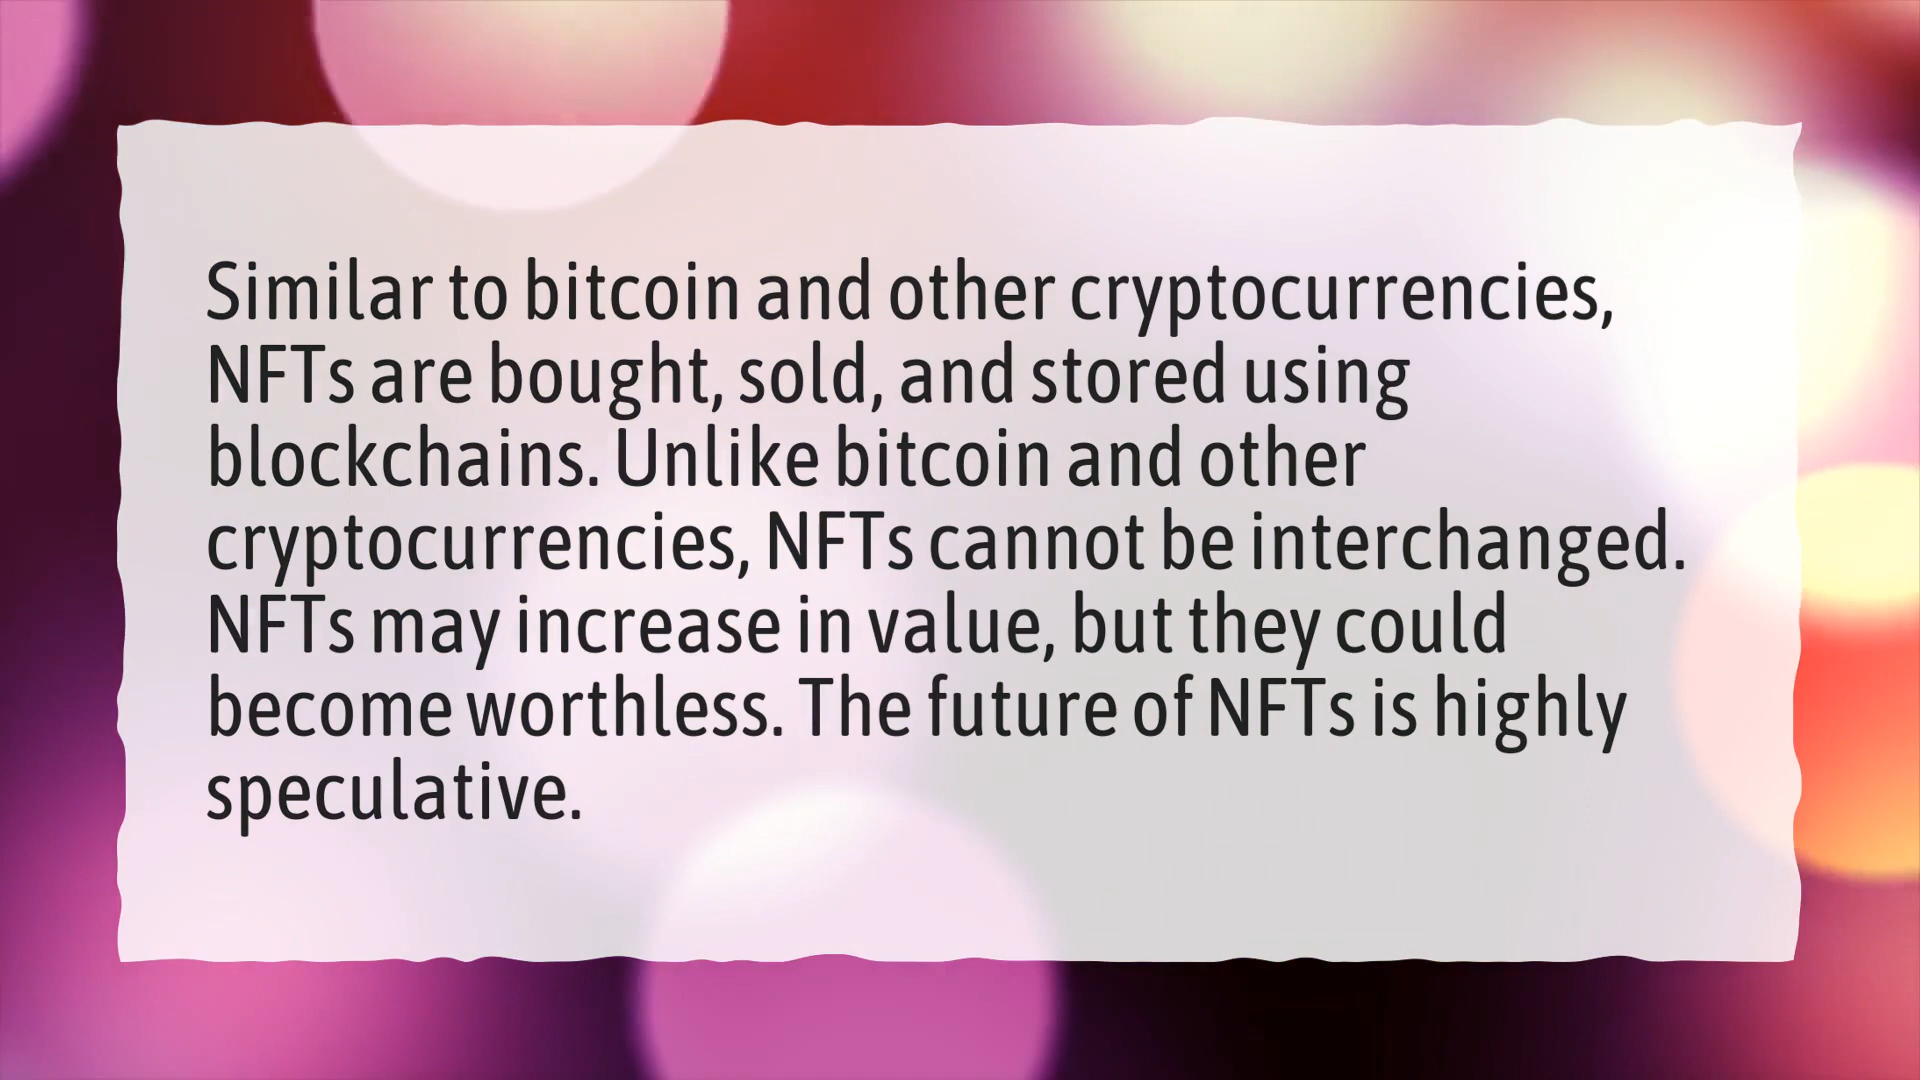 Similar to bitcoin and other cryptocurrencies,
NFTs are bought, sold, and stored using
blockchains. Unlike bitcoin and other
cryptocurrencies, NFTs cannot be interchanged.
NFTs may increase in value, but they could
become worthless. The future of NFTs is highly
speculative.